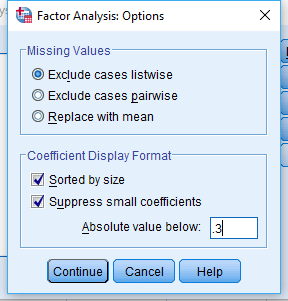 Factor Analysis: Options
Missing Values
Exclude cases listwise
Exclude cases pairwise
Replace with mean
Coefficient Display Format
Sorted by size
Suppress small coefficients
Absolute value below: .3
Continue Cancel Help